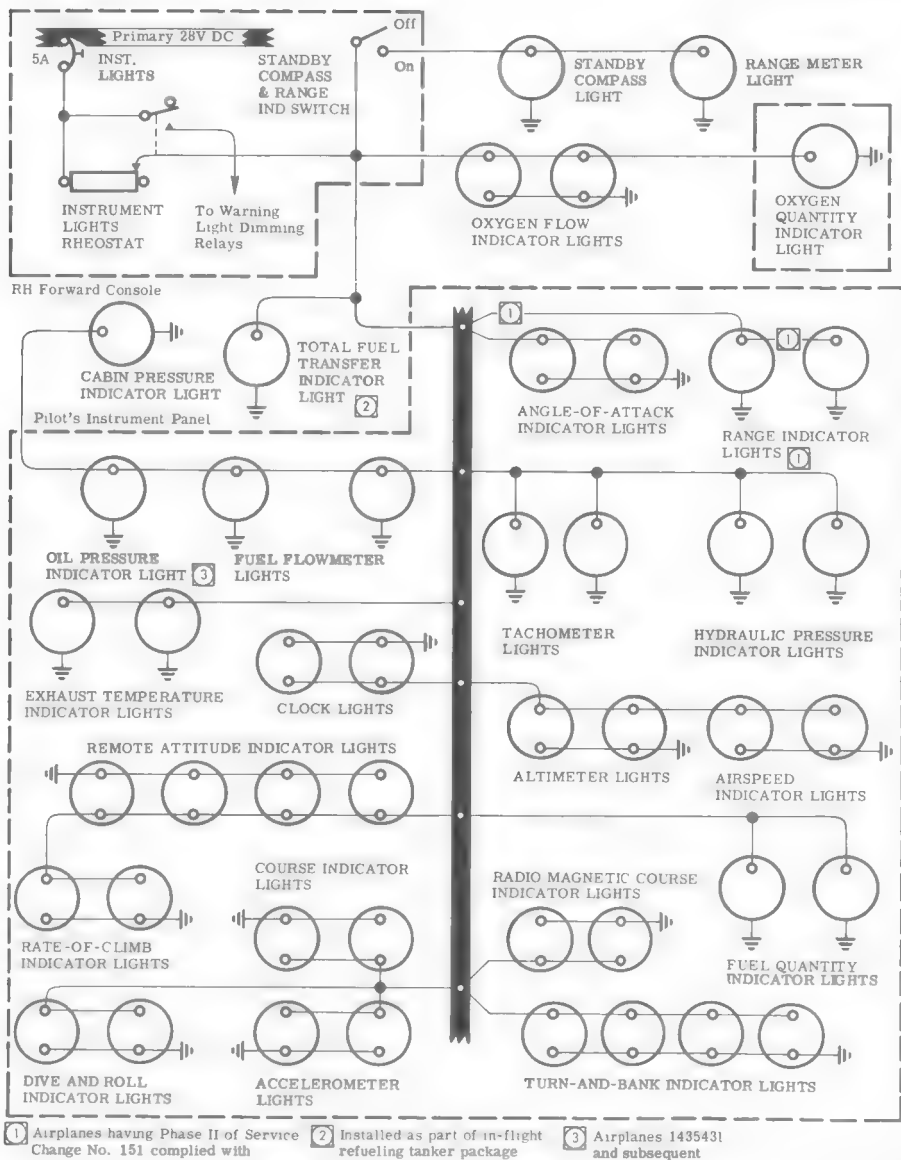 Primary 28V DC
5A
INST.
LIGHTS
STANDBY
COMPASS
& RANGE
IND SWITCH
Off
On
STANDBY
COMPASS
LIGHT
RANGE METER
LIGHT
INSTRUMENT
LIGHTS
RHEOSTAT
To Warning
Light Dimming
Relays
OXYGEN FLOW
INDICATOR LIGHTS
OXYGEN
QUANTITY
INDICATOR
LIGHT
RH Forward Console
CABIN PRESSURE
INDICATOR LIGHT
TOTAL FUEL
TRANSFER
INDICATOR
LIGHT 2
1
1
ANGLE-OF-ATTACK
INDICATOR LIGHTS
RANGE INDICATOR
LIGHTS 1
Pilot's Instrument Panel
OIL PRESSURE
INDICATOR LIGHT 3
FUEL FLOWMETER
LIGHTS
TACHOMETER
LIGHTS
HYDRAULIC PRESSURE
INDICATOR LIGHTS
EXHAUST TEMPERATURE
INDICATOR LIGHTS
CLOCK LIGHTS
REMOTE ATTITUDE INDICATOR LIGHTS
ALTIMETER LIGHTS
AIRSPEED
INDICATOR LIGHTS
COURSE INDICATOR
LIGHTS
RADIO MAGNETIC COURSE
INDICATOR LIGHTS
RATE-OF-CLIMB
INDICATOR LIGHTS
FUEL QUANTITY
INDICATOR LIGHTS
DIVE AND ROLL
INDICATOR LIGHTS
ACCELEROMETER
LIGHTS
TURN-AND-BANK INDICATOR LIGHTS
1 Airplanes having Phase II of Service
Change No. 151 complied with
2 Installed as part of in-flight
refueling tanker package
3 Airplanes 1435431
and subsequent